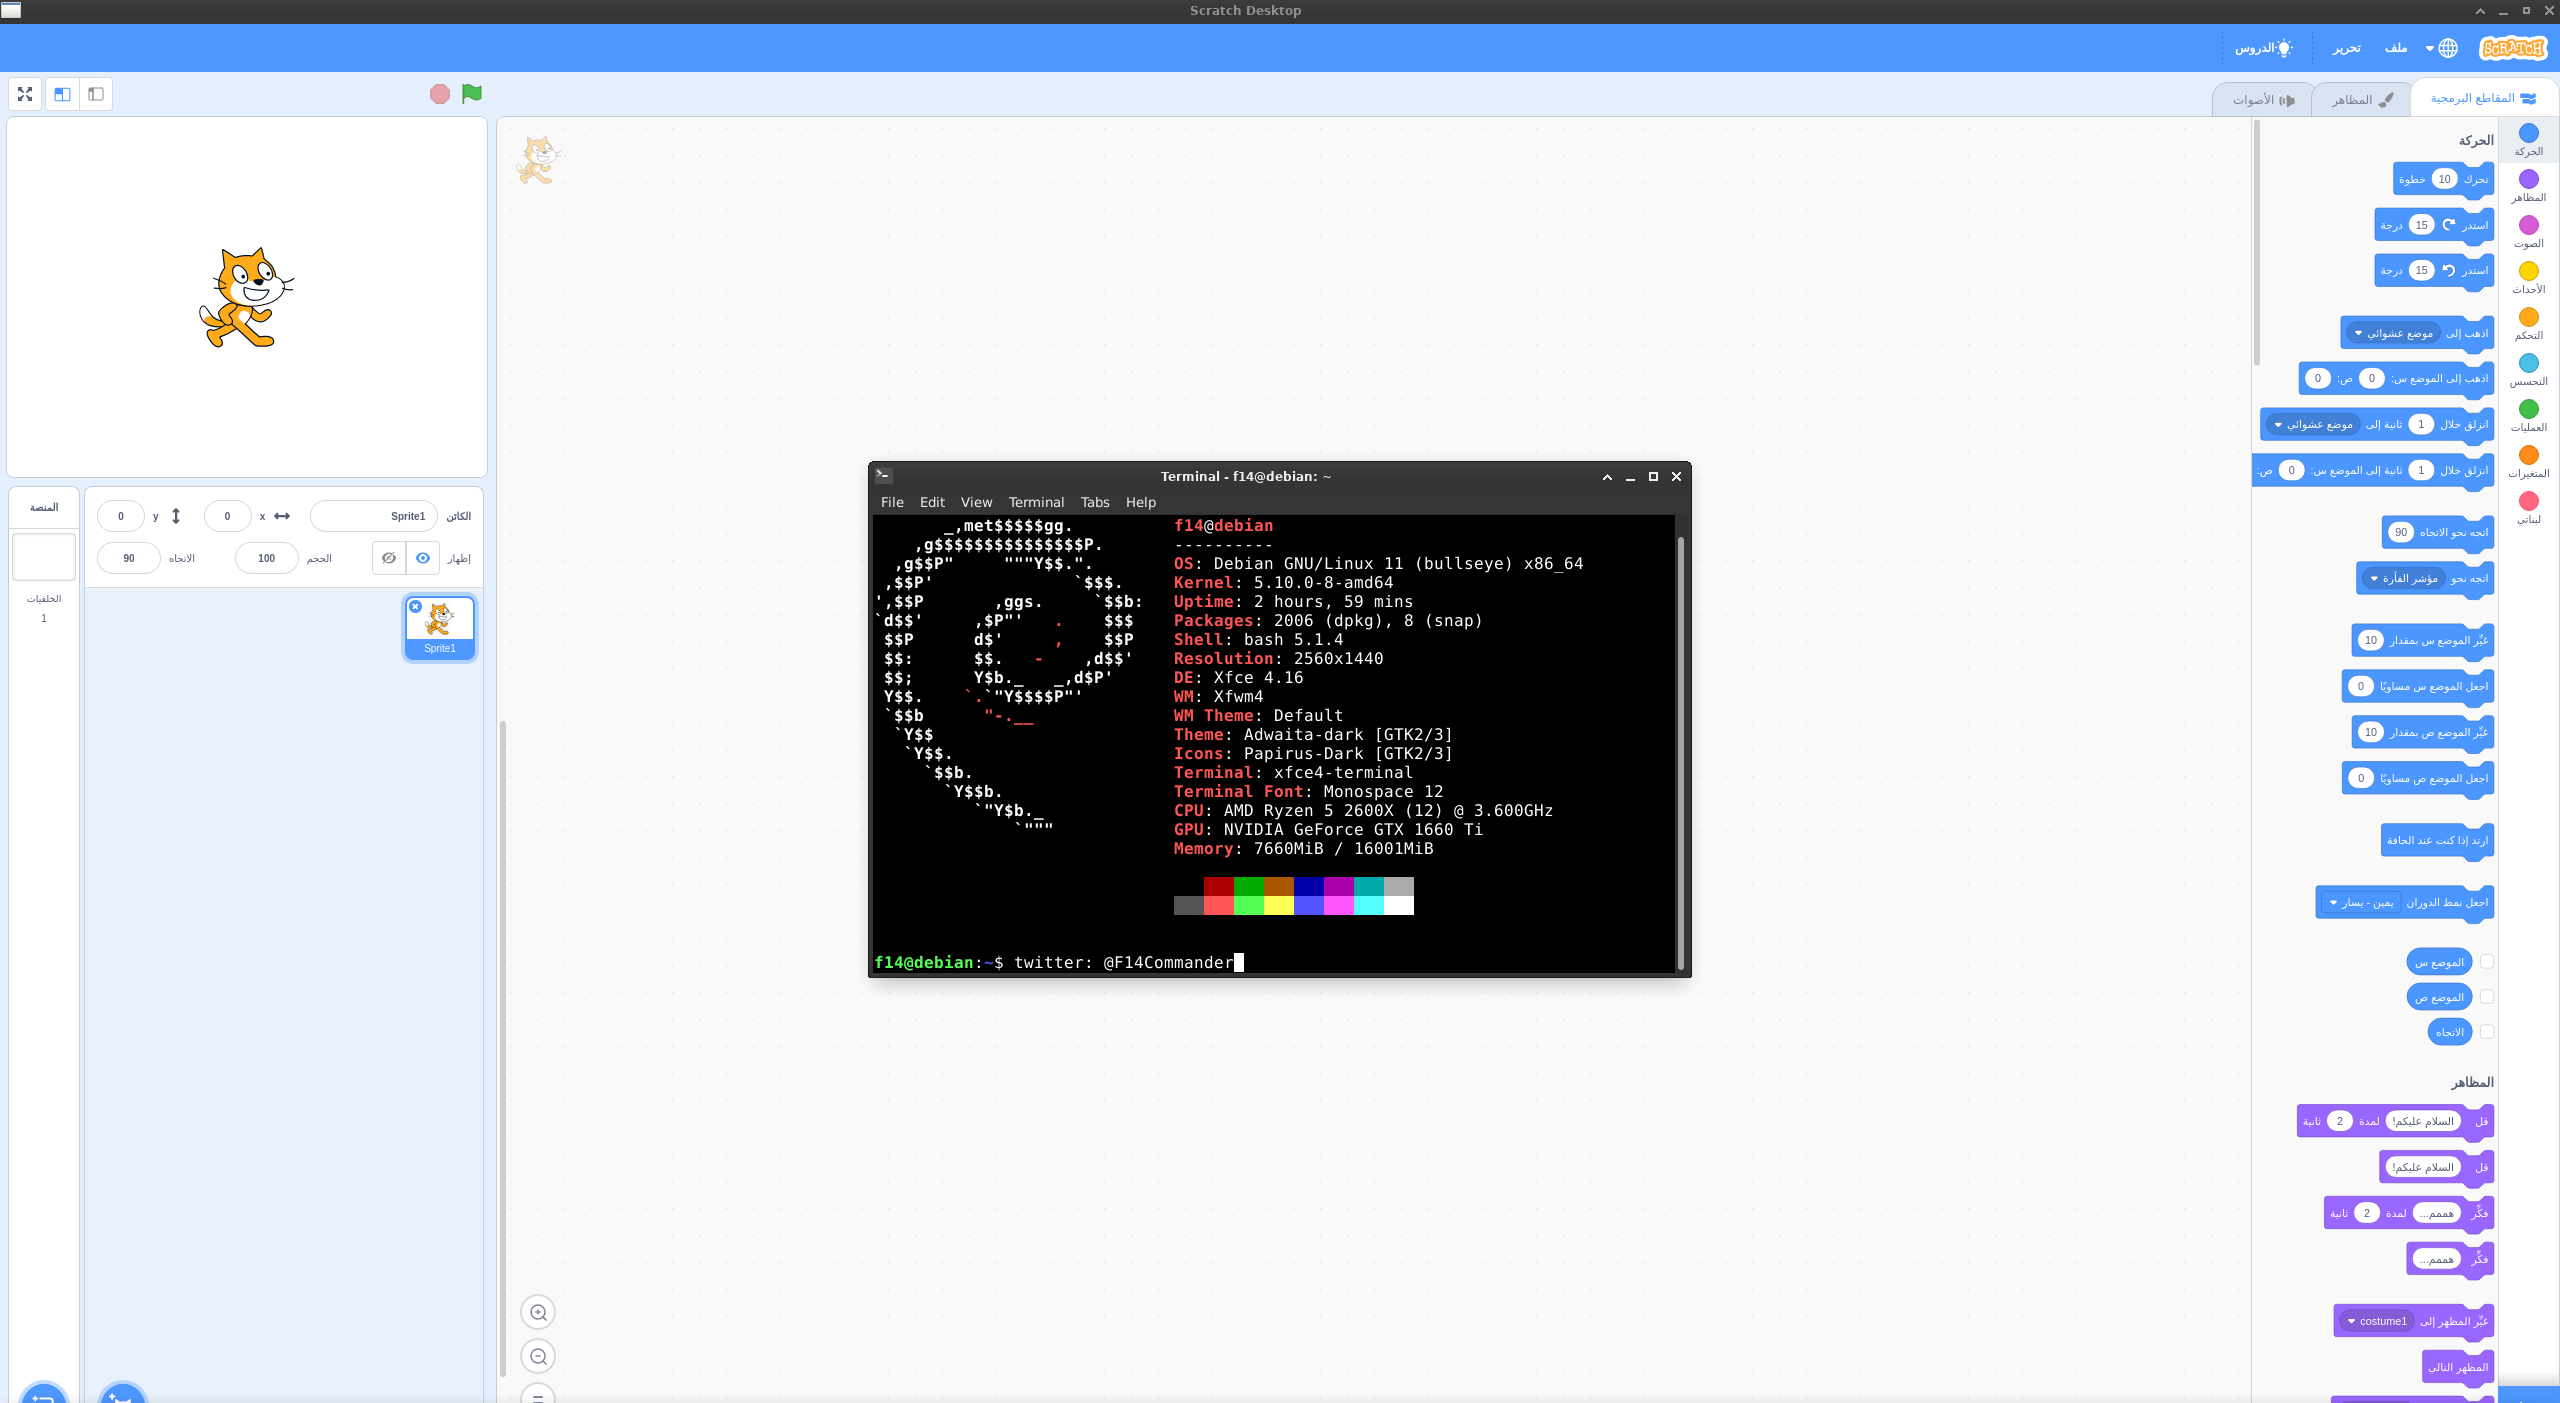 Scratch Desktop
SCRATCH
ملف
تحرير
الدروس
المقاطع البرمجية
المظاهر
الأصوات
الحركة
المظاهر
الصوت
الأحداث
التحكم
التحسس
العمليات
المتغيرات
لبناتي
الحركة
تحرك 10 خطوة
استدر 15 درجة
استدر 15 درجة
اذهب إلى موضع عشوائي
اذهب إلى الموضع س: 0 ص: 0
انزلق خلال 1 ثانية إلى موضع عشوائي
انزلق خلال 1 ثانية إلى الموضع س: 0 ص:
اتجه نحو الاتجاه 90
اتجه نحو مؤشر الفأرة
غيِّر الموضع س بمقدار 10
اجعل الموضع س مساويًا 0
غيِّر الموضع ص بمقدار 10
اجعل الموضع ص مساويًا 0
ارتد إذا كنت عند الحافة
اجعل نمط الدوران يمين - يسار
الموضع س
الموضع ص
الاتجاه
المظاهر
قل السلام عليكم! لمدة 2 ثانية
قل السلام عليكم!
فكِّر هممم... لمدة 2 ثانية
فكِّر هممم...
غيِّر المظهر إلى costume1
المظهر التالي
الكائن Sprite1 x 0 y 0
إظهار الحجم 100 الاتجاه 90
Sprite1
المنصة
الخلفيات
1
Terminal - f14@debian: ~
File Edit View Terminal Tabs Help
_,met$$$$$gg. f14@debian
,g$$$$$$$$$$$$$$$P. ----------
,g$$P" """Y$$.". OS: Debian GNU/Linux 11 (bullseye) x86_64
,$$P' `$$$. Kernel: 5.10.0-8-amd64
',$$P ,ggs. `$$b: Uptime: 2 hours, 59 mins
`d$$' ,$P"' . $$$ Packages: 2006 (dpkg), 8 (snap)
$$P d$' , $$P Shell: bash 5.1.4
$$: $$. - ,d$$' Resolution: 2560x1440
$$; Y$b._ _,d$P' DE: Xfce 4.16
Y$$. `.`"Y$$$$P"' WM: Xfwm4
`$$b "-.__ WM Theme: Default
`Y$$ Theme: Adwaita-dark [GTK2/3]
`Y$$. Icons: Papirus-Dark [GTK2/3]
`$$b. Terminal: xfce4-terminal
`Y$$b. Terminal Font: Monospace 12
`"Y$b._ CPU: AMD Ryzen 5 2600X (12) @ 3.600GHz
`""" GPU: NVIDIA GeForce GTX 1660 Ti
Memory: 7660MiB / 16001MiB
f14@debian:~$ twitter: @F14Commander